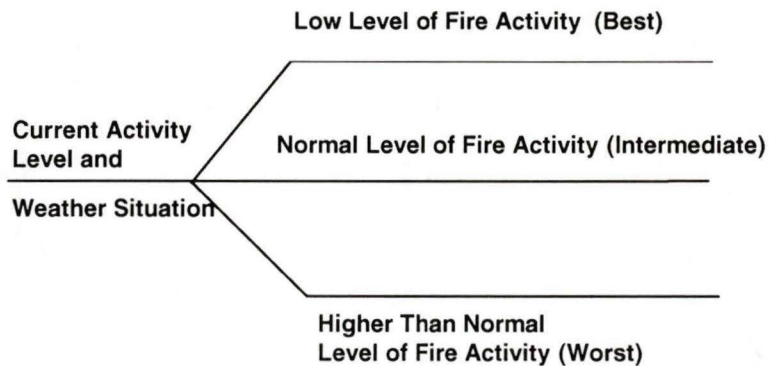 Low Level of Fire Activity (Best)
Current Activity
Level and
Normal Level of Fire Activity (Intermediate)
Weather Situation
Higher Than Normal
Level of Fire Activity (Worst)